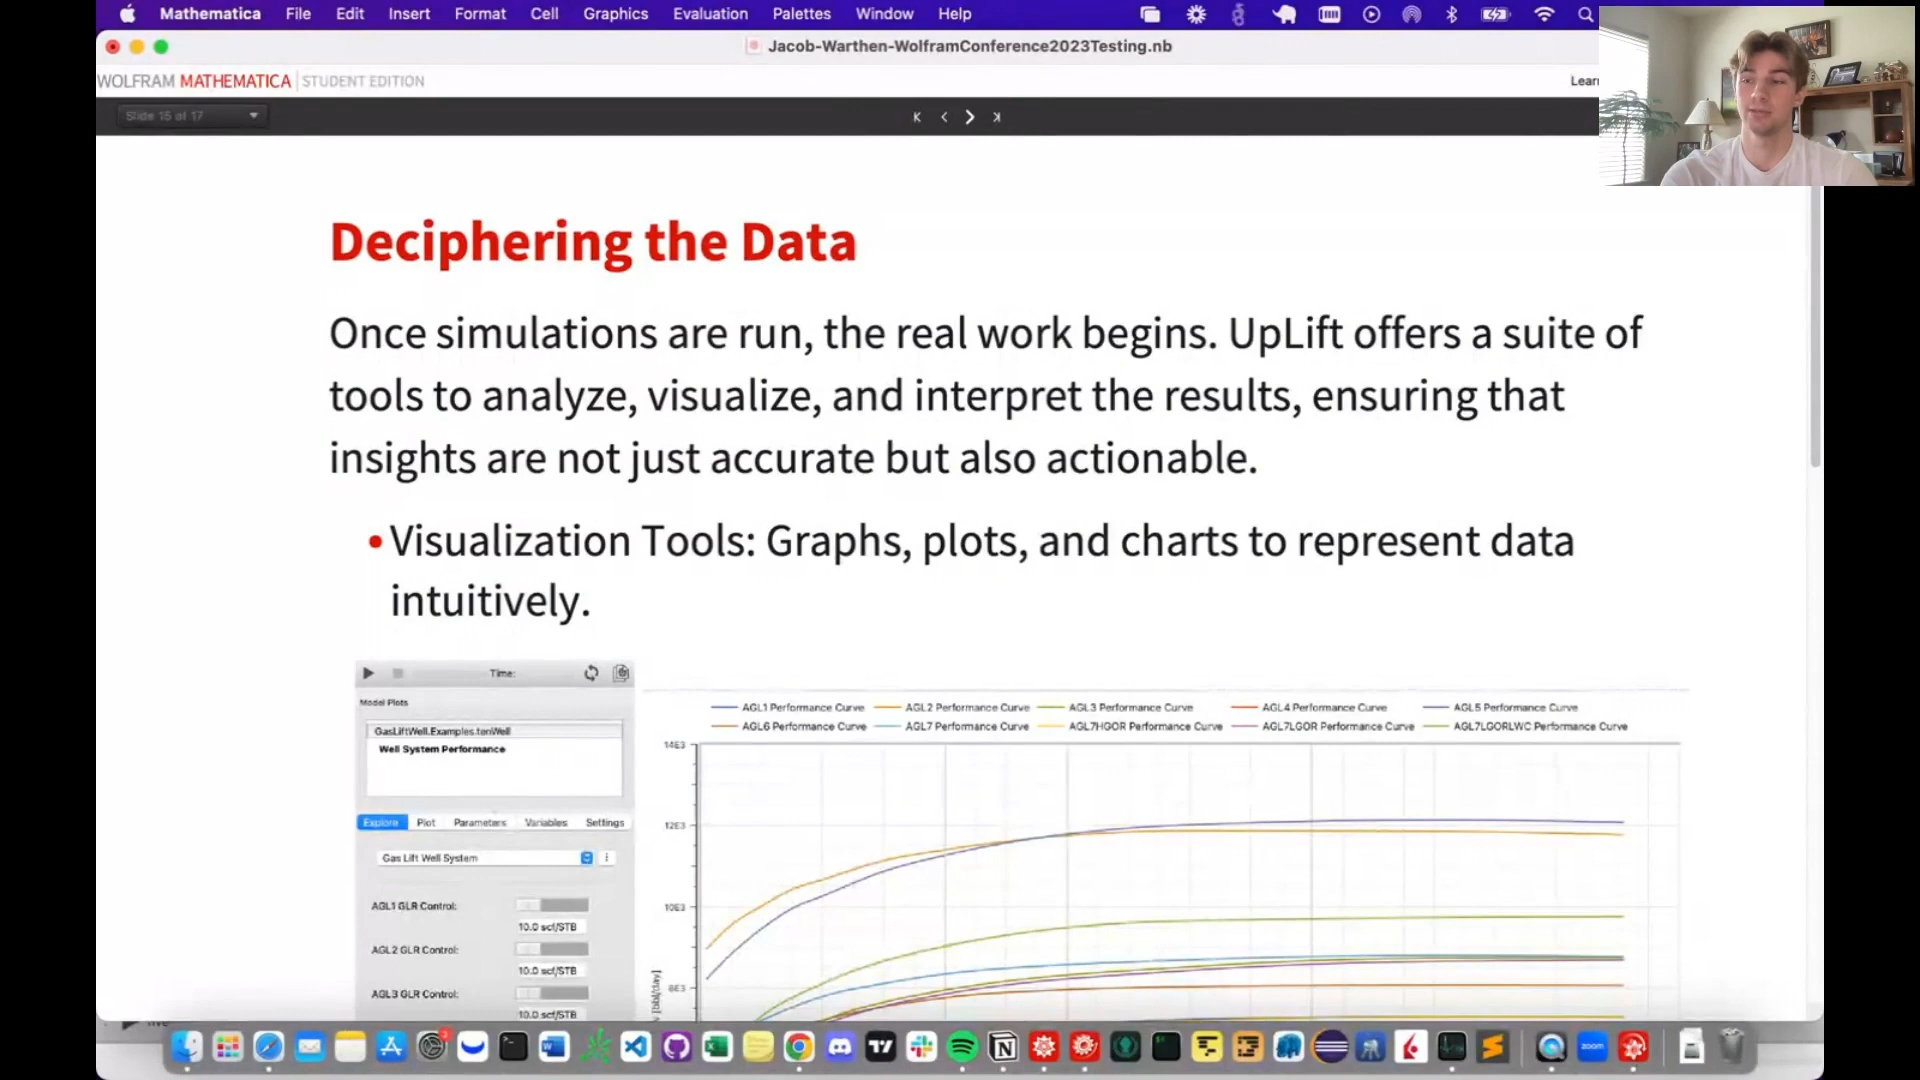 Mathematica File Edit Insert Format Cell Graphics Evaluation Palettes Window Help
Jacob-Warthen-WolframConference2023Testing.nb
WOLFRAM MATHEMATICA STUDENT EDITION
Slide 15 of 17
Deciphering the Data
Once simulations are run, the real work begins. UpLift offers a suite of
tools to analyze, visualize, and interpret the results, ensuring that
insights are not just accurate but also actionable.
• Visualization Tools: Graphs, plots, and charts to represent data
intuitively.
Time:
Model Plots
GasLiftWell.Examples.tenWell
Well System Performance
Explore Plot Parameters Variables Settings
Gas Lift Well System
AGL1 GLR Control:
10.0 scf/STB
AGL2 GLR Control:
10.0 scf/STB
AGL3 GLR Control:
10.0 scf/STB
AGL1 Performance Curve AGL2 Performance Curve AGL3 Performance Curve AGL4 Performance Curve AGL5 Performance Curve
AGL6 Performance Curve AGL7 Performance Curve AGL7HGOR Performance Curve AGL7LGOR Performance Curve AGL7LGORLWC Performance Curve
14E3
12E3
10E3
8E3
[bbl/day]
zoom